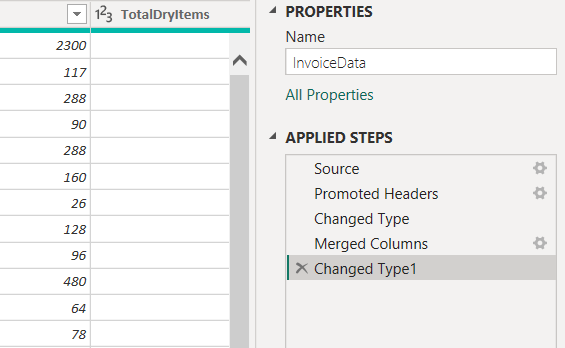 1²3 TotalDryItems
2300
117
288
90
288
160
26
128
96
480
64
78
PROPERTIES
Name
InvoiceData
All Properties
APPLIED STEPS
Source
Promoted Headers
Changed Type
Merged Columns
Changed Type1